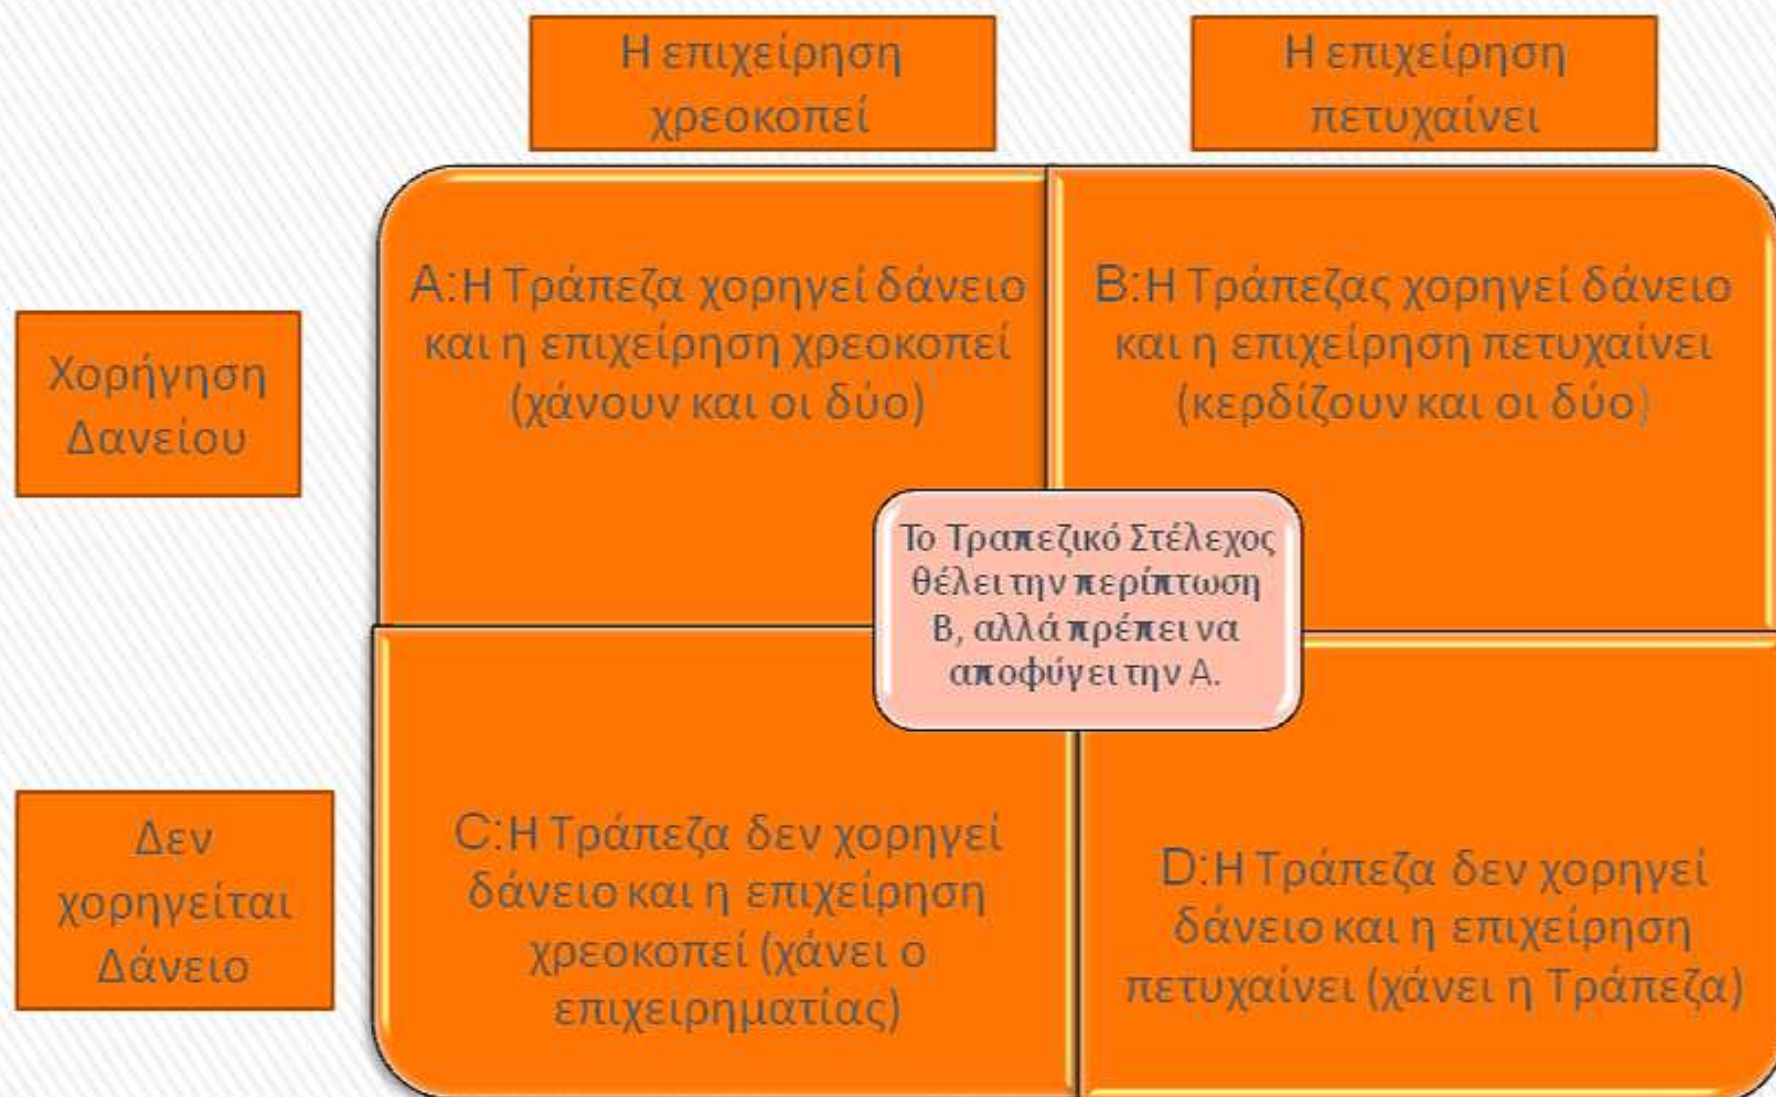 Η επιχείρηση
χρεοκοπεί
Η επιχείρηση
πετυχαίνει
Χορήγηση
Δανείου
A:Η Τράπεζα χορηγεί δάνειο
και η επιχείρηση χρεοκοπεί
(χάνουν και οι δύο)
B:Η Τράπεζας χορηγεί δάνειο
και η επιχείρηση πετυχαίνει
(κερδίζουν και οι δύο)
Το Τραπεζικό Στέλεχος
θέλει την περίπτωση
Β, αλλά πρέπει να
αποφύγει την Α.
Δεν
χορηγείται
Δάνειο
C:Η Τράπεζα δεν χορηγεί
δάνειο και η επιχείρηση
χρεοκοπεί (χάνει ο
επιχειρηματίας)
D:Η Τράπεζα δεν χορηγεί
δάνειο και η επιχείρηση
πετυχαίνει (χάνει η Τράπεζα)